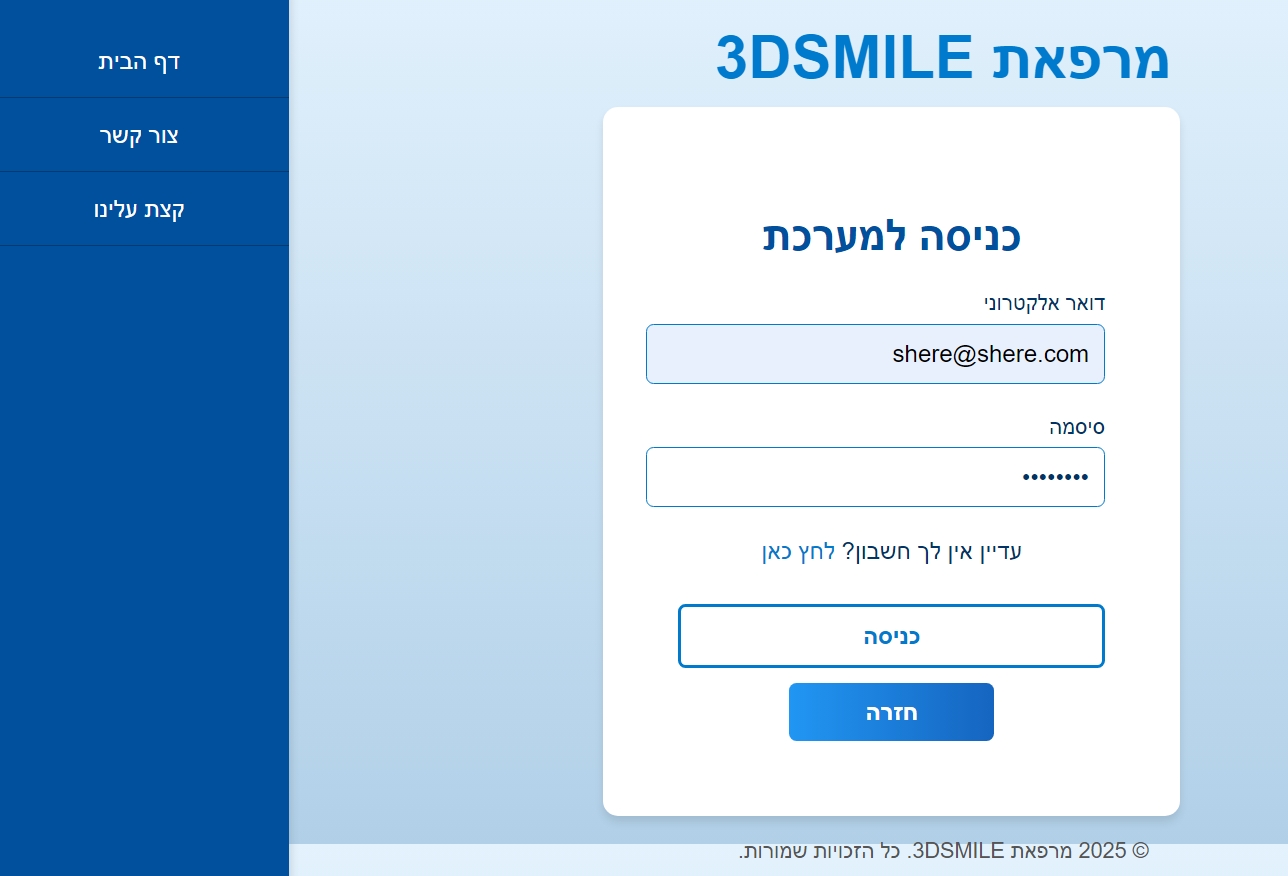 דף הבית
צור קשר
קצת עלינו
מרפאת 3DSMILE
כניסה למערכת
דואר אלקטרוני
shere@shere.com
סיסמה
••••••••
עדיין אין לך חשבון? לחץ כאן
כניסה
חזרה
© 2025 מרפאת 3DSMILE. כל הזכויות שמורות.